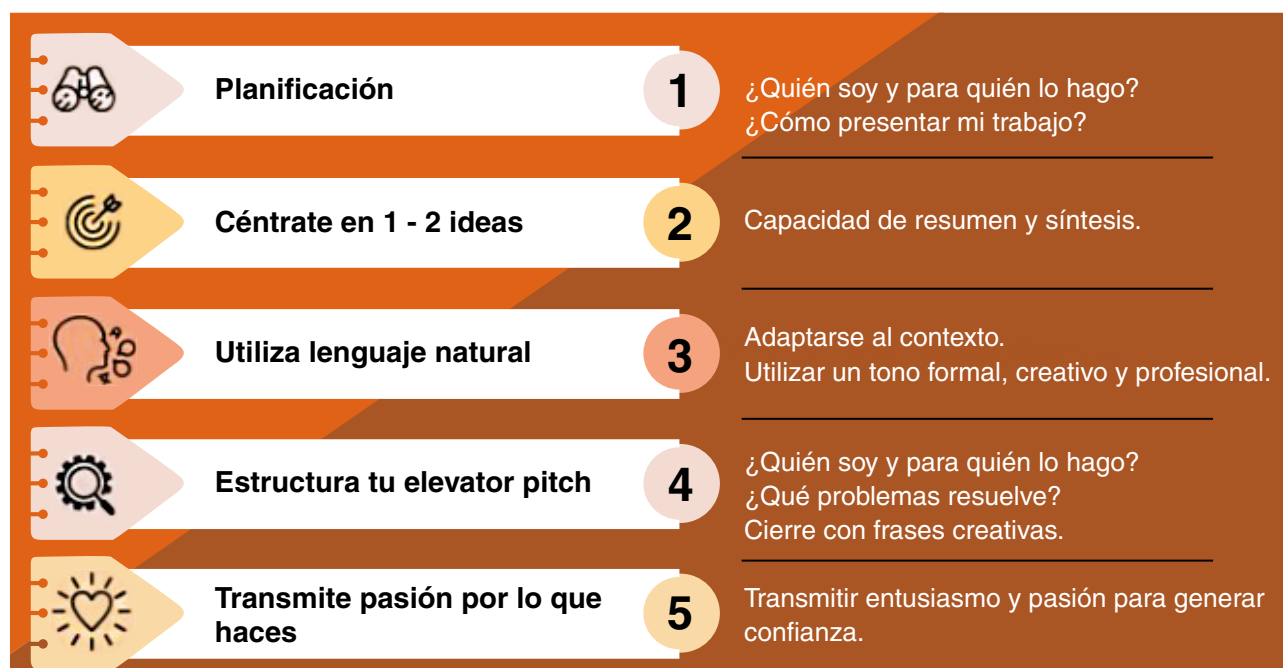 Planificación
1
¿Quién soy y para quién lo hago?
¿Cómo presentar mi trabajo?
Céntrate en 1 - 2 ideas
2
Capacidad de resumen y síntesis.
Utiliza lenguaje natural
3
Adaptarse al contexto.
Utilizar un tono formal, creativo y profesional.
Estructura tu elevator pitch
4
¿Quién soy y para quién lo hago?
¿Qué problemas resuelve?
Cierre con frases creativas.
Transmite pasión por lo que
haces
5
Transmitir entusiasmo y pasión para generar
confianza.